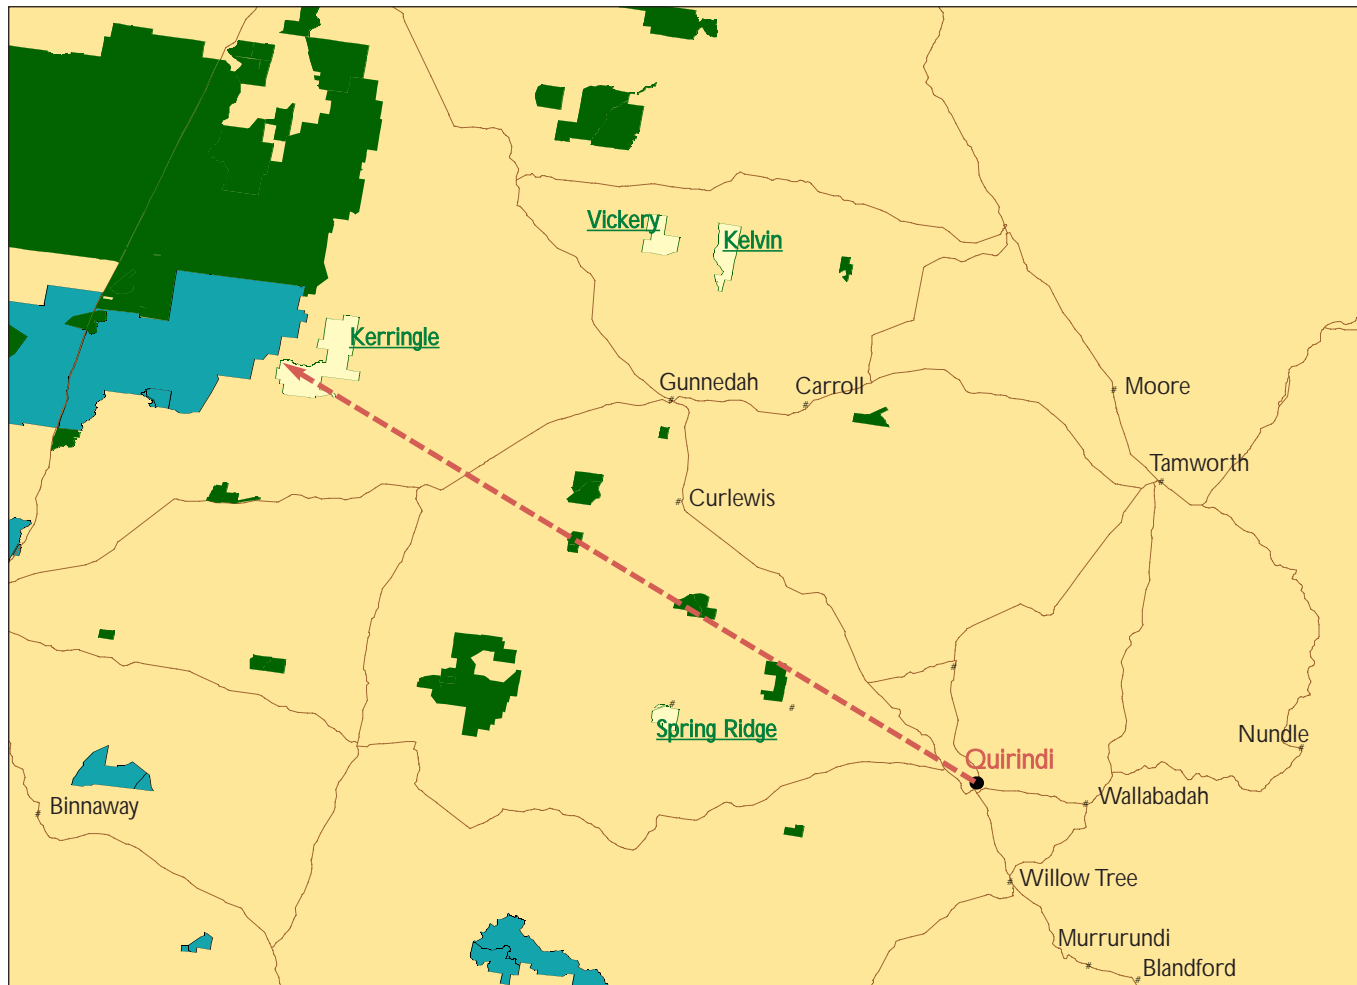 Vickery
Kelvin
Kerringle
Gunnedah
Carroll
Moore
Tamworth
Curlewis
Spring Ridge
Nundle
Quirindi
Binnaway
Wallabadah
Willow Tree
Murrurundi
Blandford